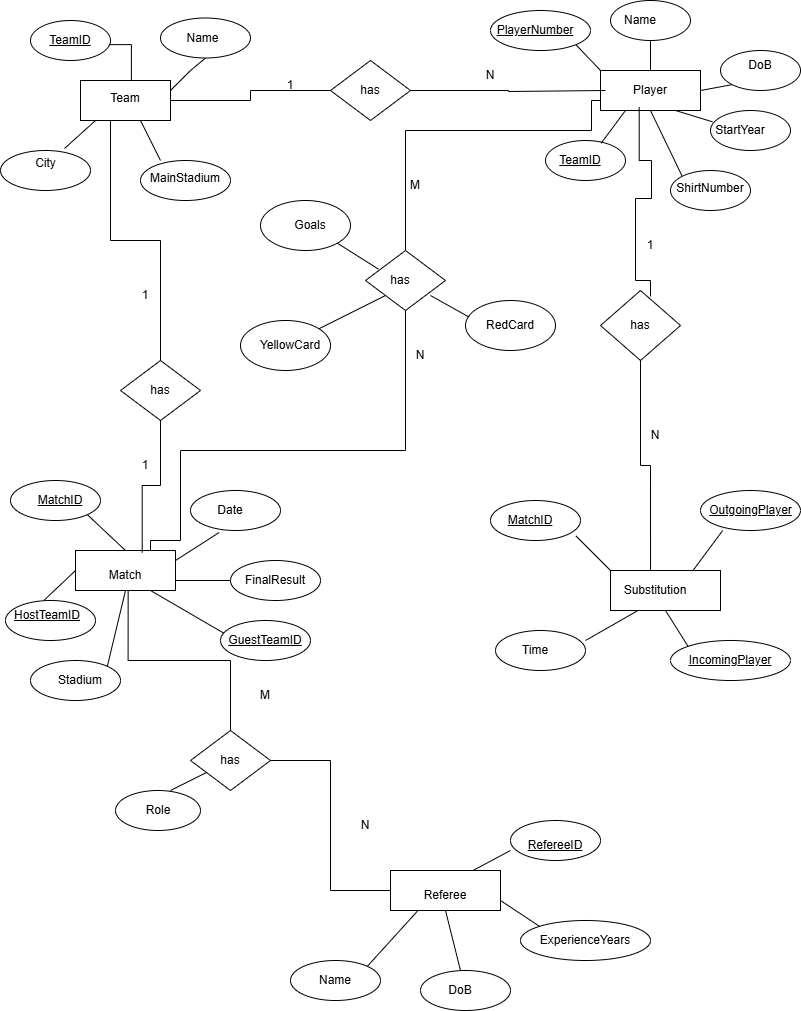 TeamID
Name
Team
City
MainStadium
1
has
N
PlayerNumber
Name
DoB
Player
StartYear
TeamID
ShirtNumber
M
Goals
has
YellowCard
RedCard
N
1
has
N
1
has
1
MatchID
Date
Match
FinalResult
HostTeamID
GuestTeamID
Stadium
MatchID
OutgoingPlayer
Substitution
Time
IncomingPlayer
M
has
Role
N
RefereeID
Referee
ExperienceYears
Name
DoB